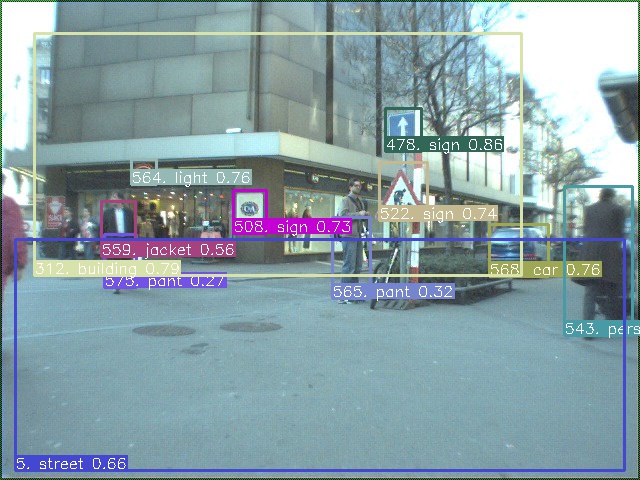 478. sign 0.86
564. light 0.76
522. sign 0.74
508. sign 0.73
559. jacket 0.56
312. building 0.79
568. car 0.76
575. pant 0.27
565. pant 0.32
543. pers
5. street 0.66